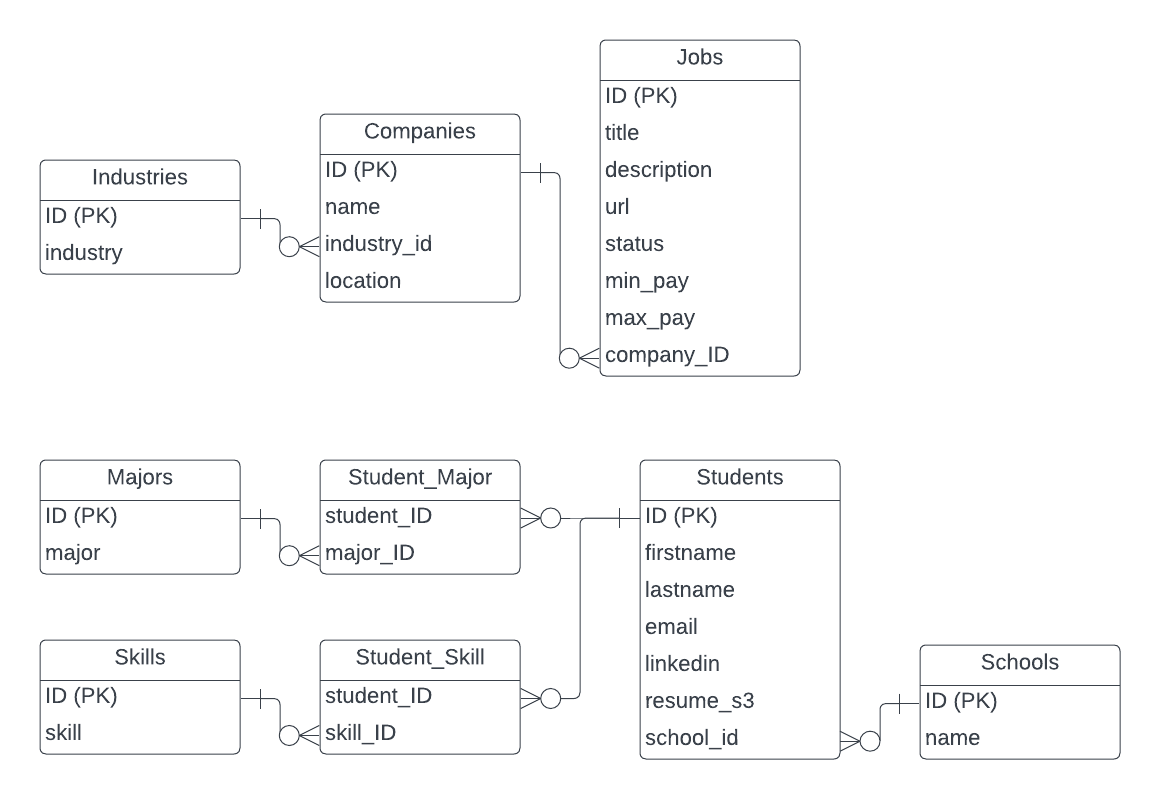 Jobs
ID (PK)
title
description
url
status
min_pay
max_pay
company_ID
Companies
ID (PK)
name
industry_id
location
Industries
ID (PK)
industry
Majors
ID (PK)
major
Student_Major
student_ID
major_ID
Students
ID (PK)
firstname
lastname
email
linkedin
resume_s3
school_id
Skills
ID (PK)
skill
Student_Skill
student_ID
skill_ID
Schools
ID (PK)
name